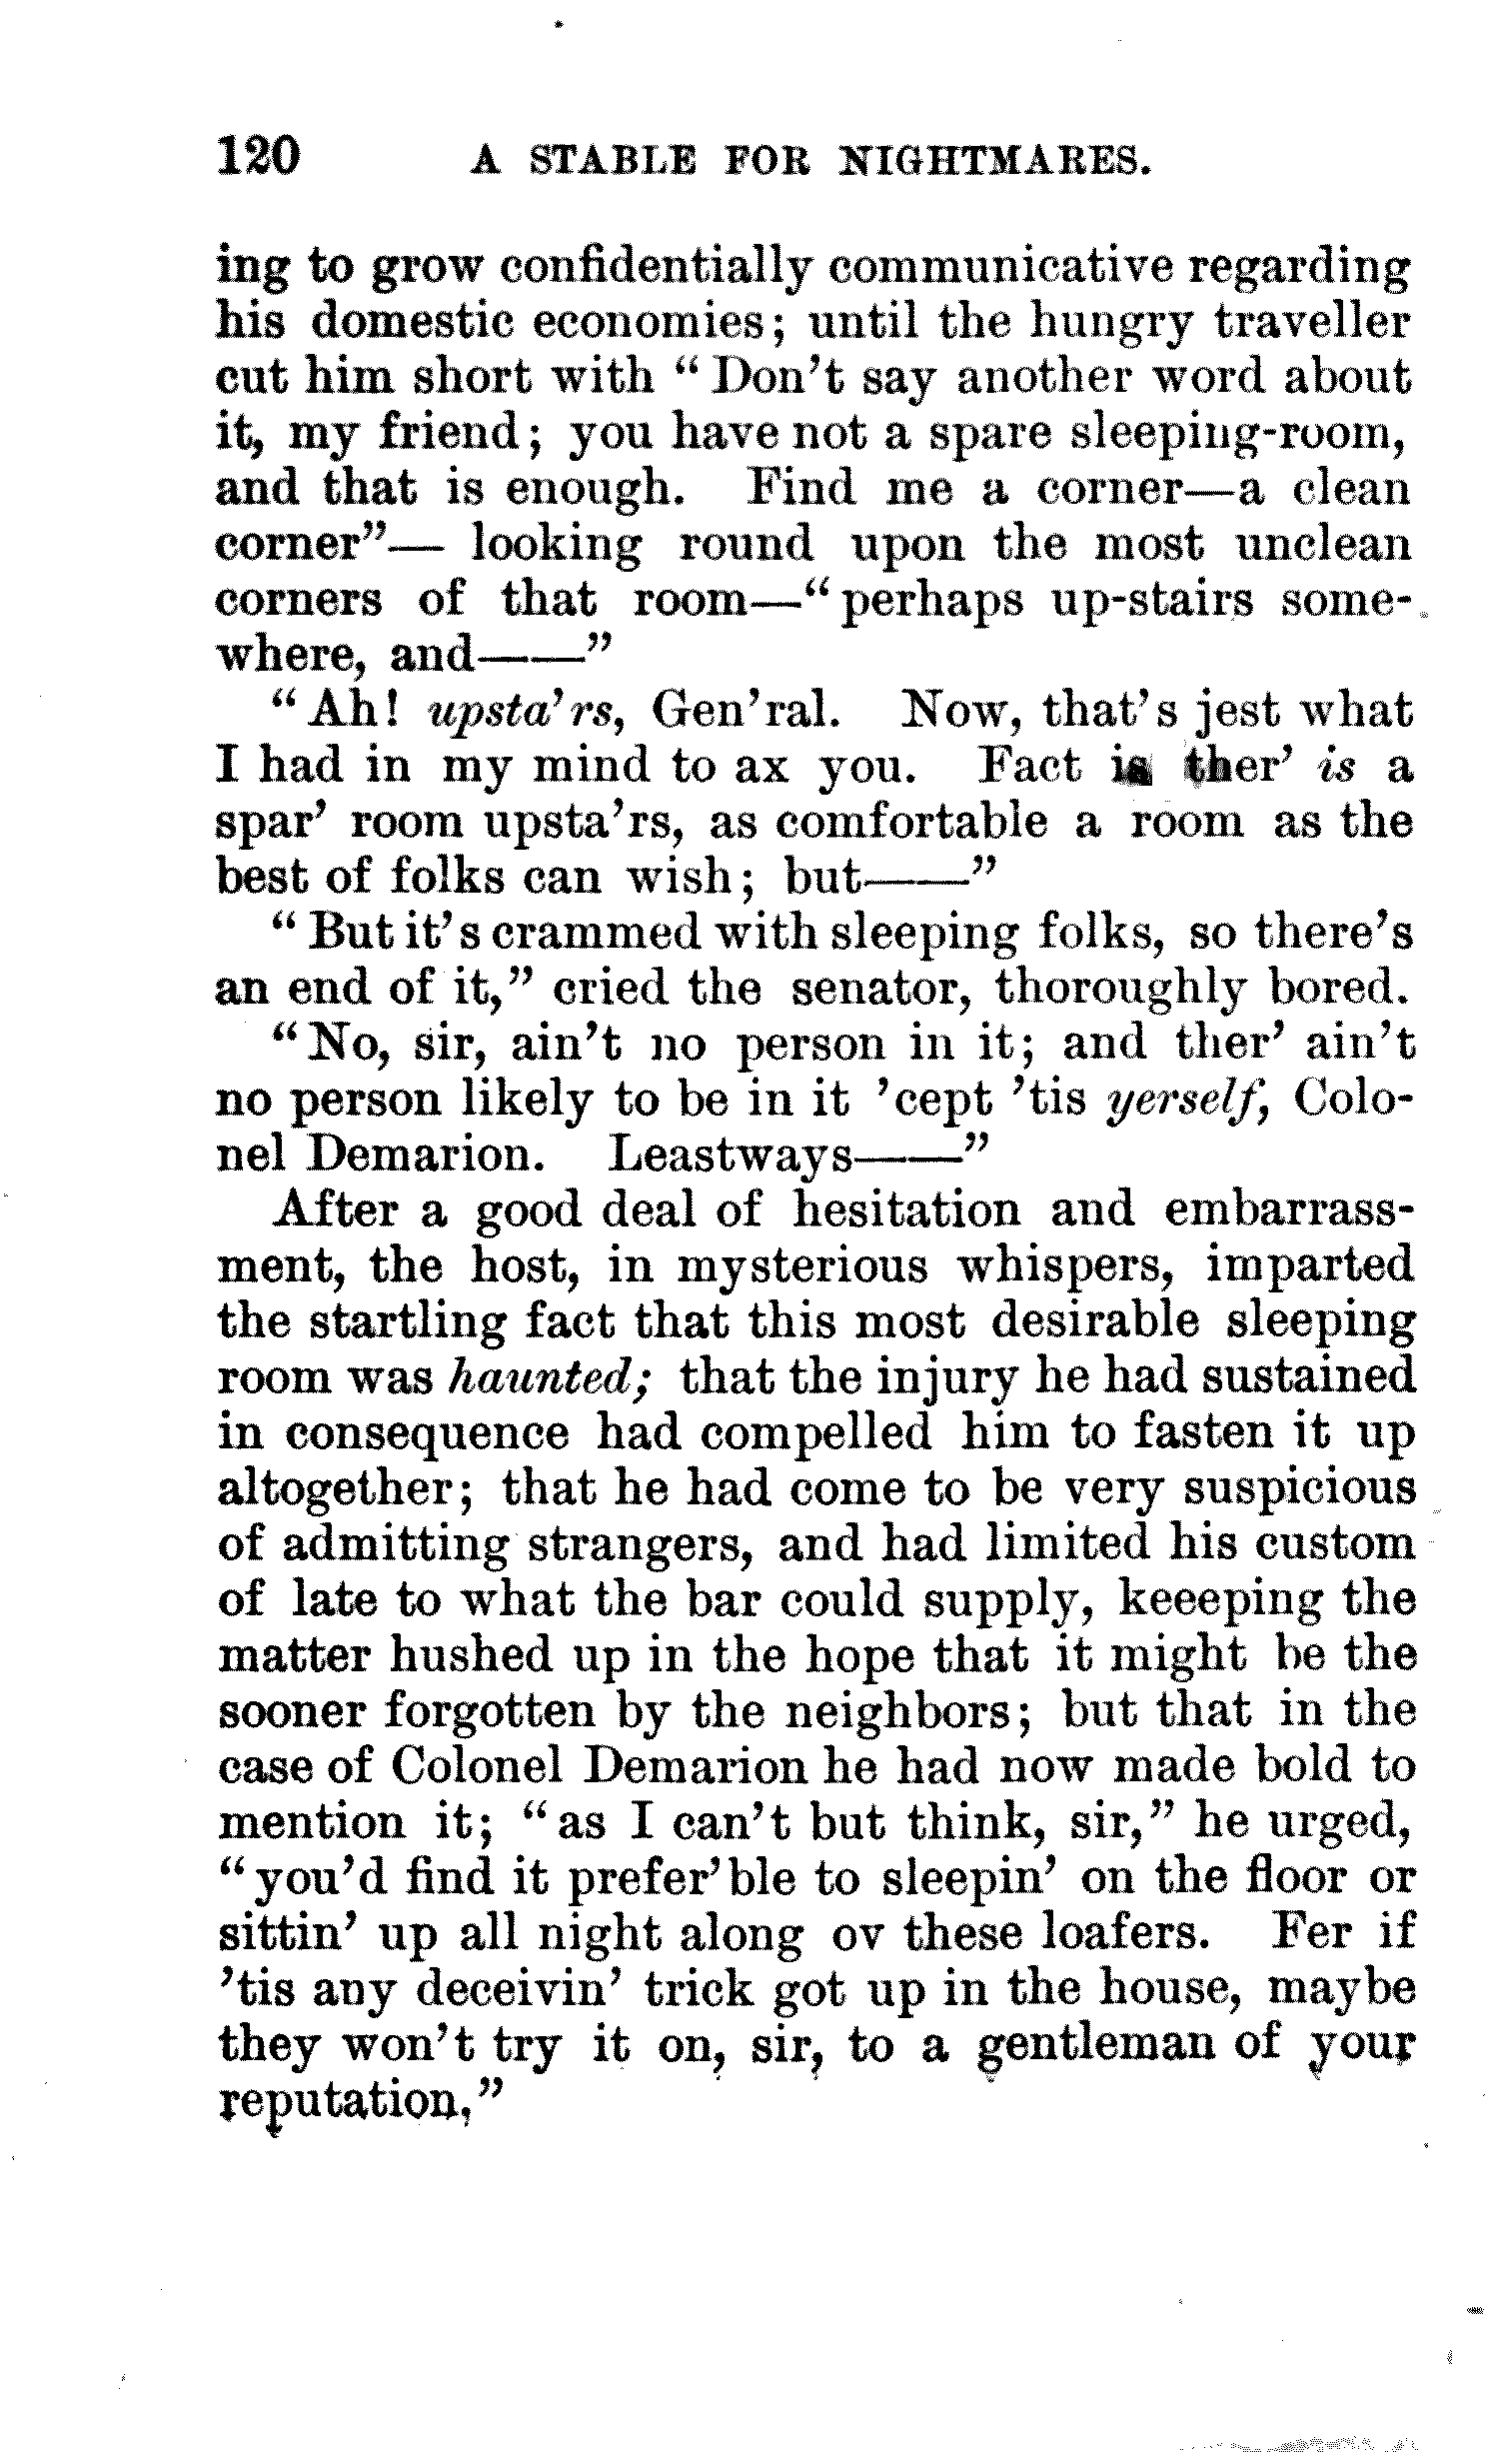 120 A STABLE FOR NIGHTMARES.
ing to grow confidentially communicative regarding
his domestic economies; until the hungry traveller
cut him short with “Don’t say another word about
it, my friend; you have not a spare sleeping-room,
and that is enough. Find me a corner—a clean
corner”— looking round upon the most unclean
corners of that room—“perhaps up-stairs some-
where, and——”
“Ah! upsta’rs, Gen’ral. Now, that’s jest what
I had in my mind to ax you. Fact is ther’ is a
spar’ room upsta’rs, as comfortable a room as the
best of folks can wish; but——”
“But it’s crammed with sleeping folks, so there’s
an end of it,” cried the senator, thoroughly bored.
“No, sir, ain’t no person in it; and ther’ ain’t
no person likely to be in it ’cept ’tis yerself, Colo-
nel Demarion. Leastways——”
After a good deal of hesitation and embarrass-
ment, the host, in mysterious whispers, imparted
the startling fact that this most desirable sleeping
room was haunted; that the injury he had sustained
in consequence had compelled him to fasten it up
altogether; that he had come to be very suspicious
of admitting strangers, and had limited his custom
of late to what the bar could supply, keeeping the
matter hushed up in the hope that it might be the
sooner forgotten by the neighbors; but that in the
case of Colonel Demarion he had now made bold to
mention it; “as I can’t but think, sir,” he urged,
“you’d find it prefer’ble to sleepin’ on the floor or
sittin’ up all night along ov these loafers. Fer if
’tis any deceivin’ trick got up in the house, maybe
they won’t try it on, sir, to a gentleman of your
reputation,”